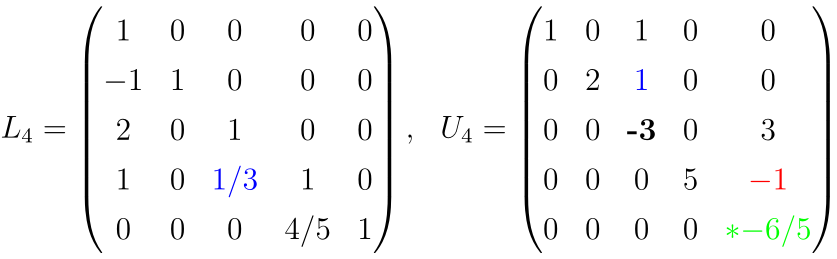 1 0 0 0 0 1 0 1 0 0
−1 1 0 0 0 0 2 1 0 0
L4 = 2 0 1 0 0 , U4 = 0 0 -3 0 3
1 0 1/3 1 0 0 0 0 5 −1
0 0 0 4/5 1 0 0 0 0 *−6/5